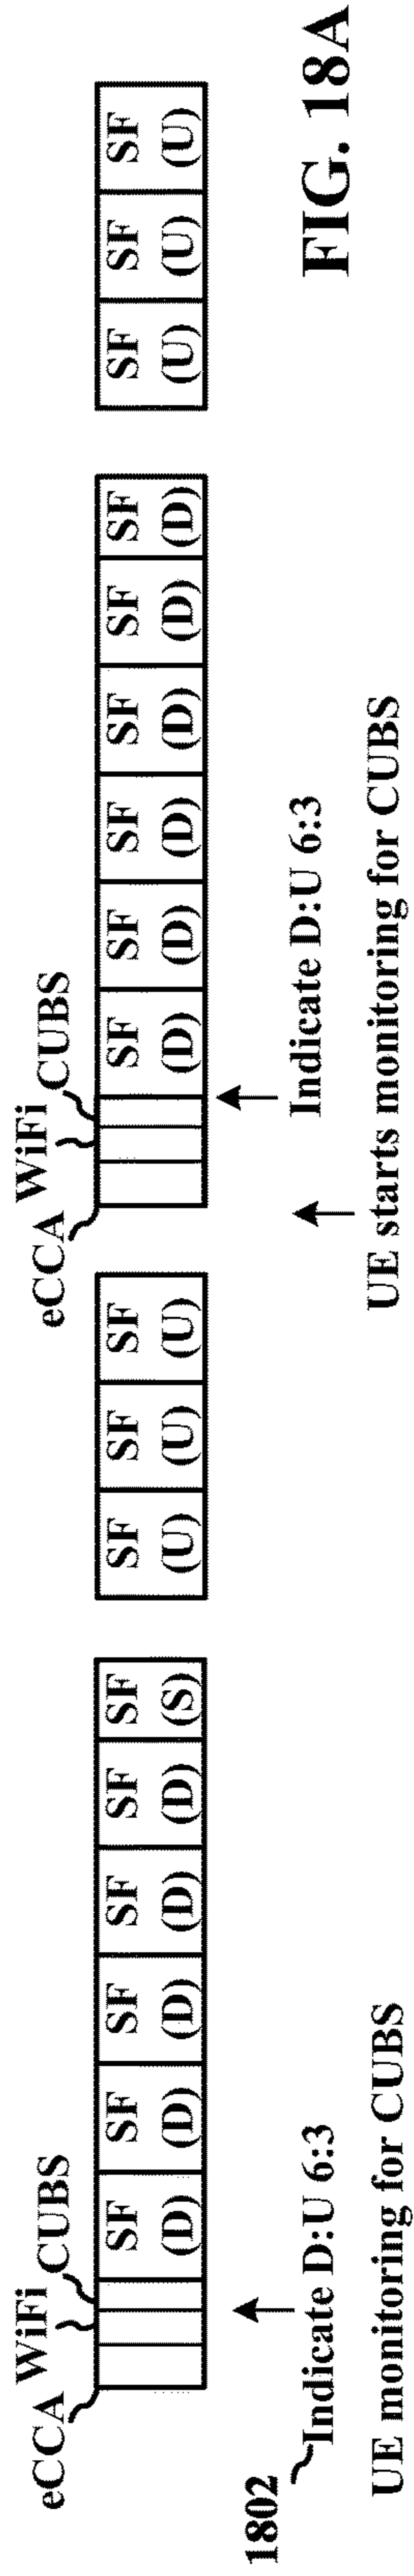 eCCA WiFi CUBS
SF (D) SF (D) SF (D) SF (D) SF (D) SF (S)
SF (U) SF (U) SF (U)
eCCA WiFi CUBS
SF (D) SF (D) SF (D) SF (D) SF (D) SF (D)
SF (U) SF (U) SF (U)
1802
Indicate D:U 6:3
UE monitoring for CUBS
Indicate D:U 6:3
UE starts monitoring for CUBS
FIG. 18A